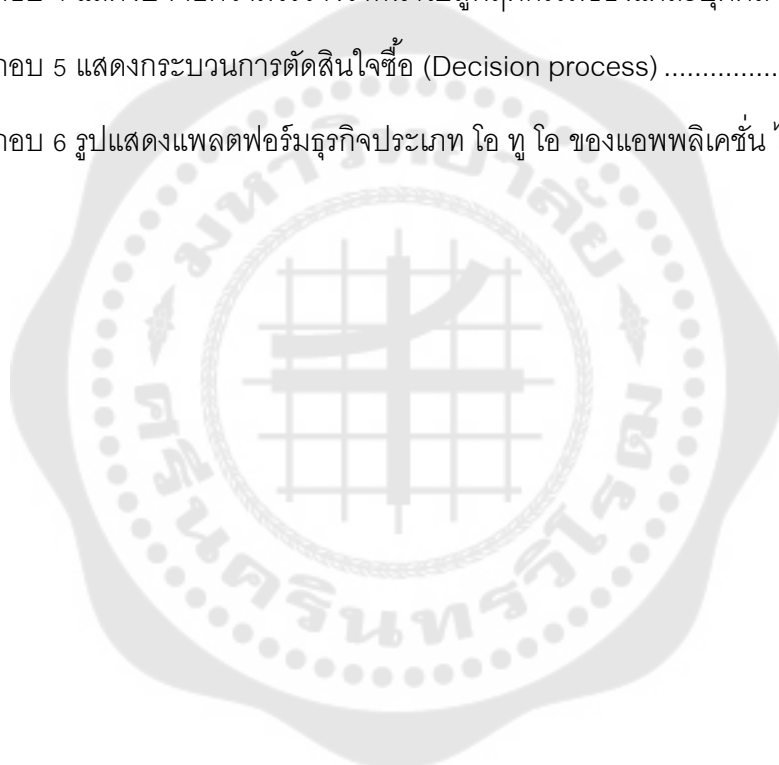 กอบ 5 แสดงกระบวนการตัดสินใจซื้อ (Decision process) ...............
กอบ 6 รูปแสดงแพลตฟอร์มธุรกิจประเภท โอ ทู โอ ของแอพพลิเคชั่น
มหาวิทยาลัย
ศรีนครินทรวิโรฒ